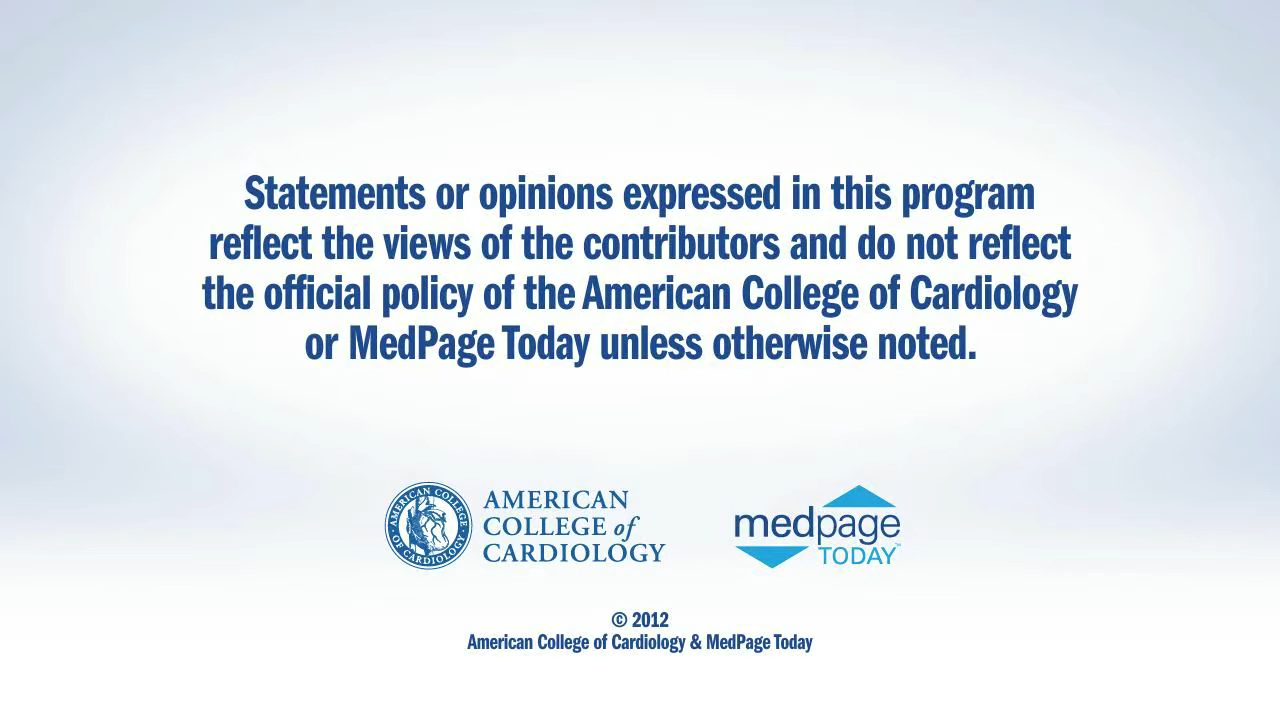 Statements or opinions expressed in this program
reflect the views of the contributors and do not reflect
the official policy of the American College of Cardiology
or MedPage Today unless otherwise noted.
AMERICAN COLLEGE
OF CARDIOLOGY
AMERICAN
COLLEGE of
CARDIOLOGY
medpage
TODAY™
© 2012
American College of Cardiology & MedPage Today